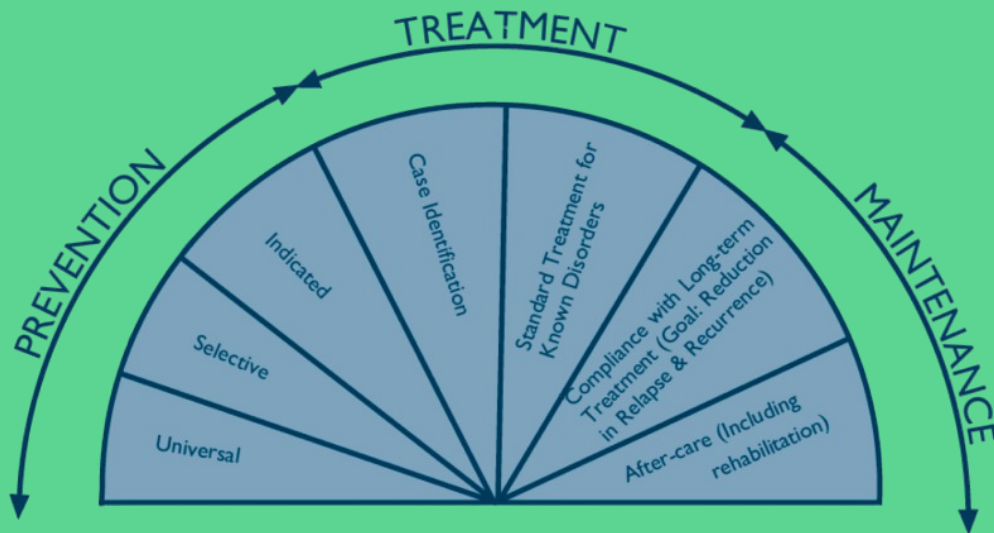 TREATMENT
PREVENTION
MAINTENANCE
Universal
Selective
Indicated
Case Identification
Standard Treatment for
Known Disorders
Compliance with Long-term
Treatment (Goal: Reduction
in Relapse & Recurrence)
After-care (Including
rehabilitation)